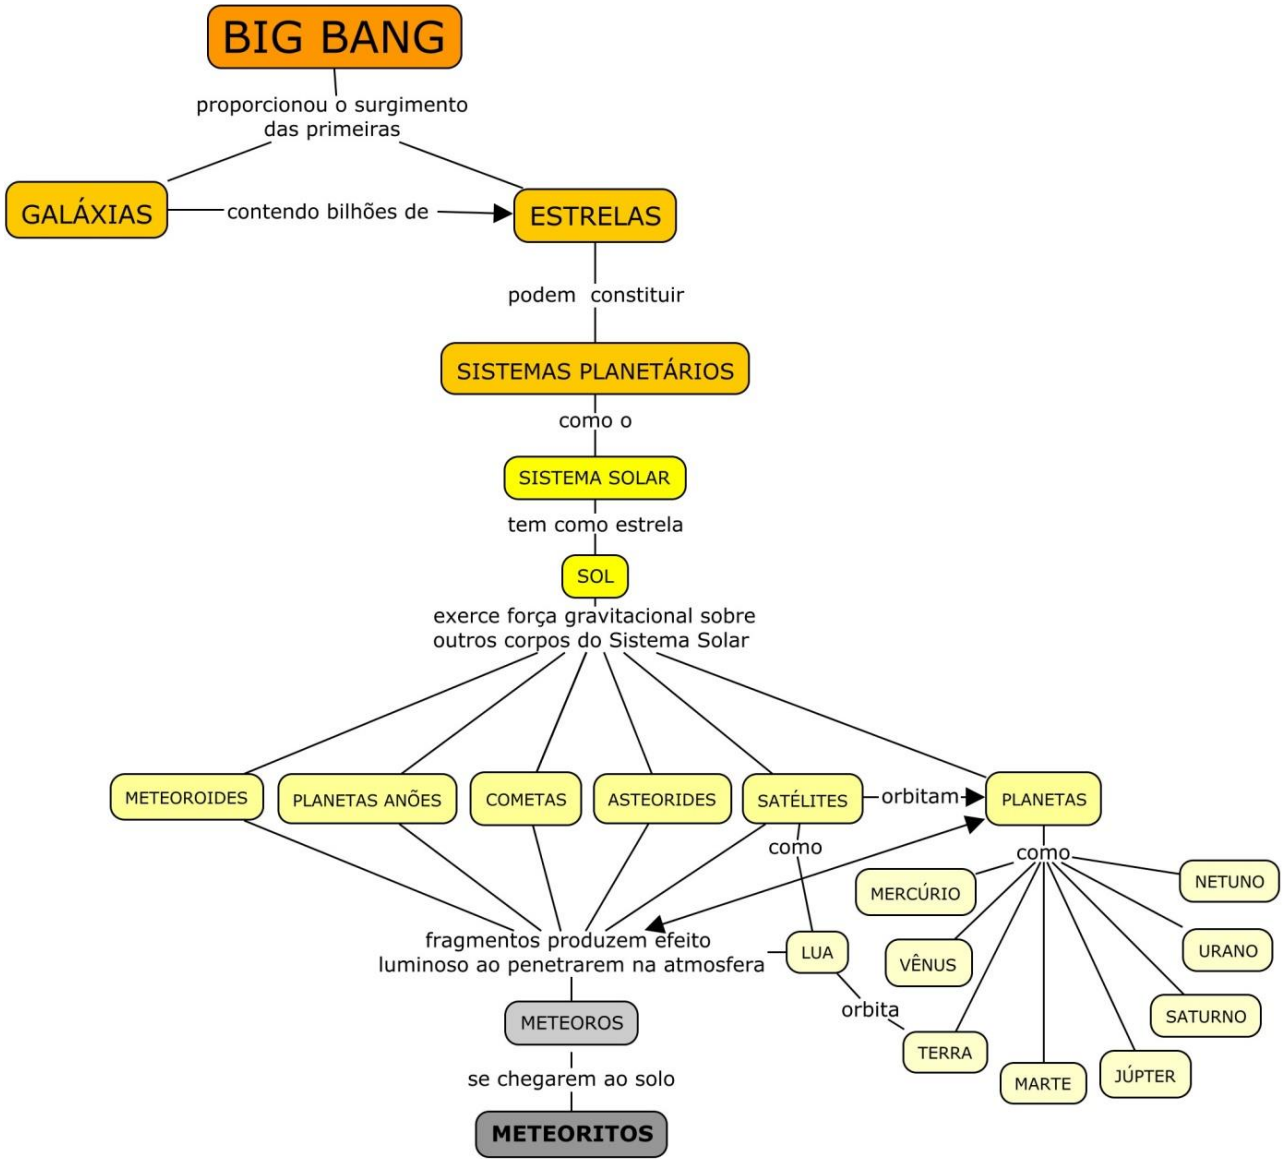 BIG BANG
proporcionou o surgimento
das primeiras
GALÁXIAS
contendo bilhões de
ESTRELAS
podem constituir
SISTEMAS PLANETÁRIOS
como o
SISTEMA SOLAR
tem como estrela
SOL
exerce força gravitacional sobre
outros corpos do Sistema Solar
METEOROIDES
PLANETAS ANÕES
COMETAS
ASTEORIDES
SATÉLITES
orbitam
PLANETAS
como
como
MERCÚRIO
NETUNO
fragmentos produzem efeito
luminoso ao penetrarem na atmosfera
LUA
VÊNUS
URANO
orbita
METEOROS
SATURNO
TERRA
MARTE
JÚPTER
se chegarem ao solo
METEORITOS